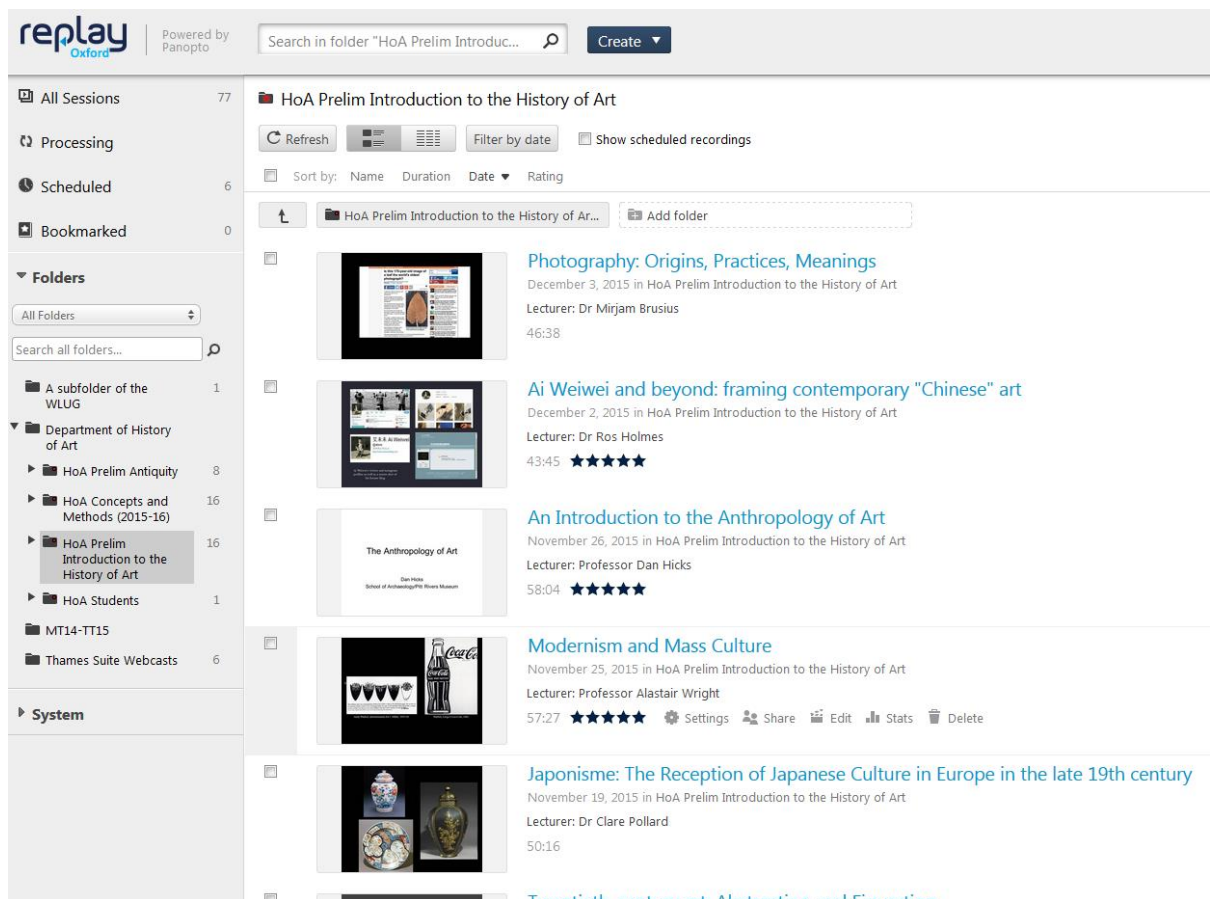 replay
Oxford
Powered by
Panopto
Search in folder "HoA Prelim Introduc...
Create
All Sessions 77
Processing
Scheduled 6
Bookmarked 0
Folders
All Folders
Search all folders...
A subfolder of the 1
WLUG
Department of History
of Art
HoA Prelim Antiquity 8
HoA Concepts and 16
Methods (2015-16)
HoA Prelim 16
Introduction to the
History of Art
HoA Students 1
MT14-TT15
Thames Suite Webcasts 6
System
HoA Prelim Introduction to the History of Art
Refresh
Filter by date
Show scheduled recordings
Sort by: Name Duration Date Rating
HoA Prelim Introduction to the History of Ar...
Add folder
Photography: Origins, Practices, Meanings
December 3, 2015 in HoA Prelim Introduction to the History of Art
Lecturer: Dr Mirjam Brusius
46:38
Ai Weiwei and beyond: framing contemporary "Chinese" art
December 2, 2015 in HoA Prelim Introduction to the History of Art
Lecturer: Dr Ros Holmes
43:45
The Anthropology of Art
Dan Hicks
School of Archaeology/Pitt Rivers Museum
An Introduction to the Anthropology of Art
November 26, 2015 in HoA Prelim Introduction to the History of Art
Lecturer: Professor Dan Hicks
58:04
Coca-Cola
Modernism and Mass Culture
November 25, 2015 in HoA Prelim Introduction to the History of Art
Lecturer: Professor Alastair Wright
57:27 Settings Share Edit Stats Delete
Japonisme: The Reception of Japanese Culture in Europe in the late 19th century
November 19, 2015 in HoA Prelim Introduction to the History of Art
Lecturer: Dr Clare Pollard
50:16